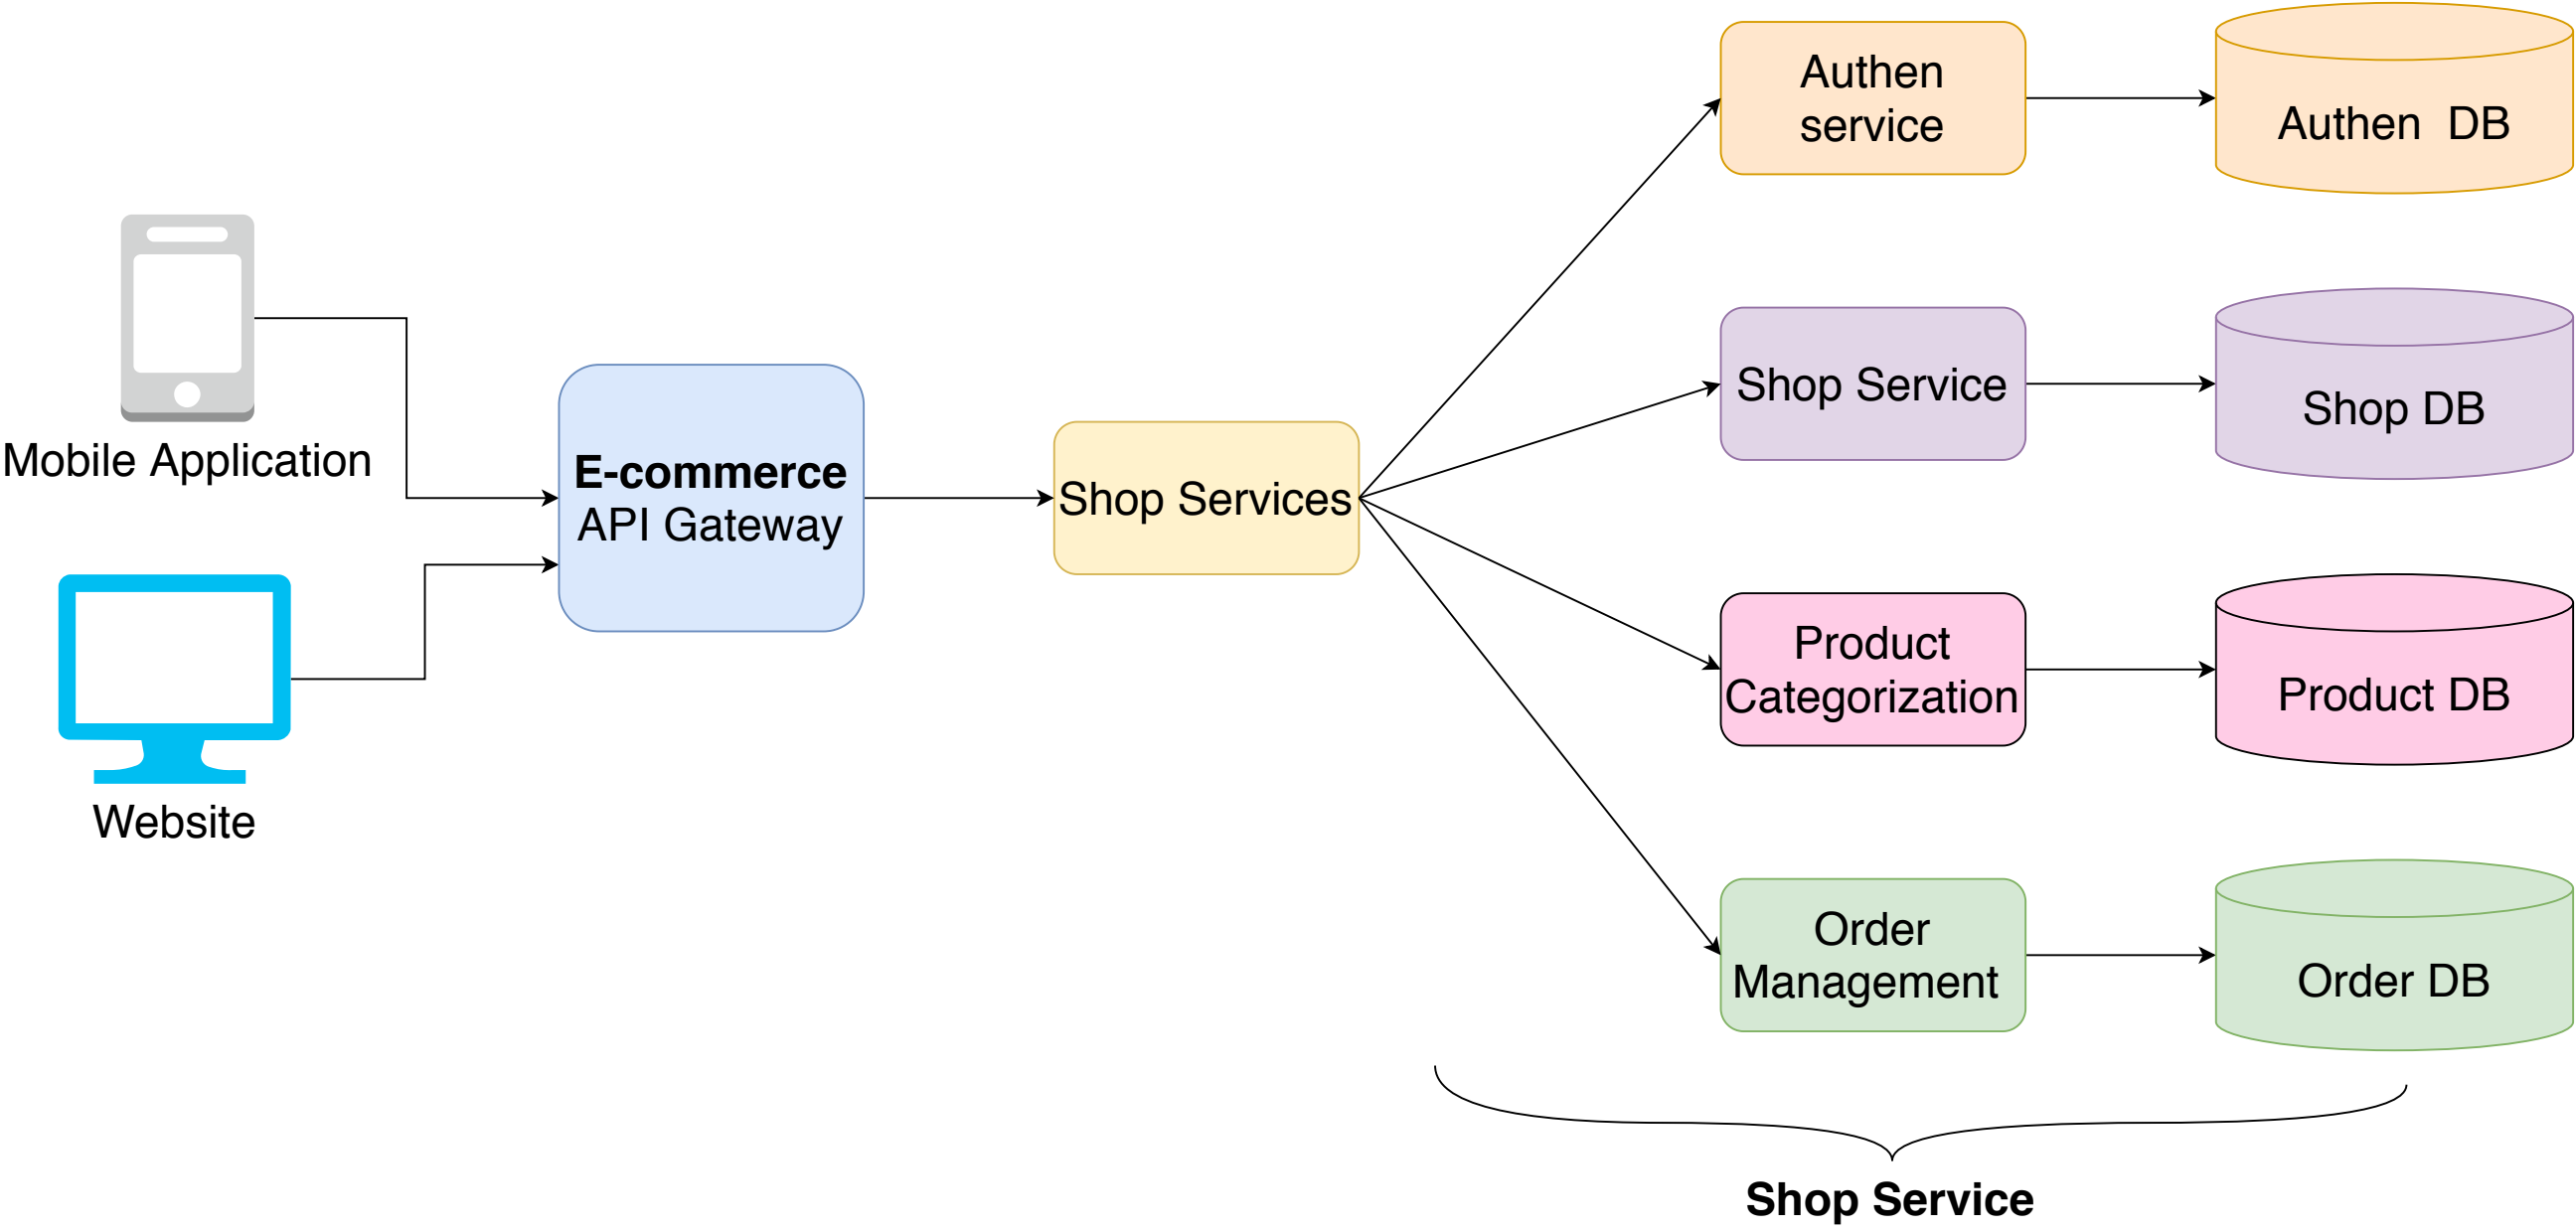 Mobile Application
Website
E-commerce
API Gateway
Shop Services
Authen
service
Authen DB
Shop Service
Shop DB
Product
Categorization
Product DB
Order
Management
Order DB
Shop Service